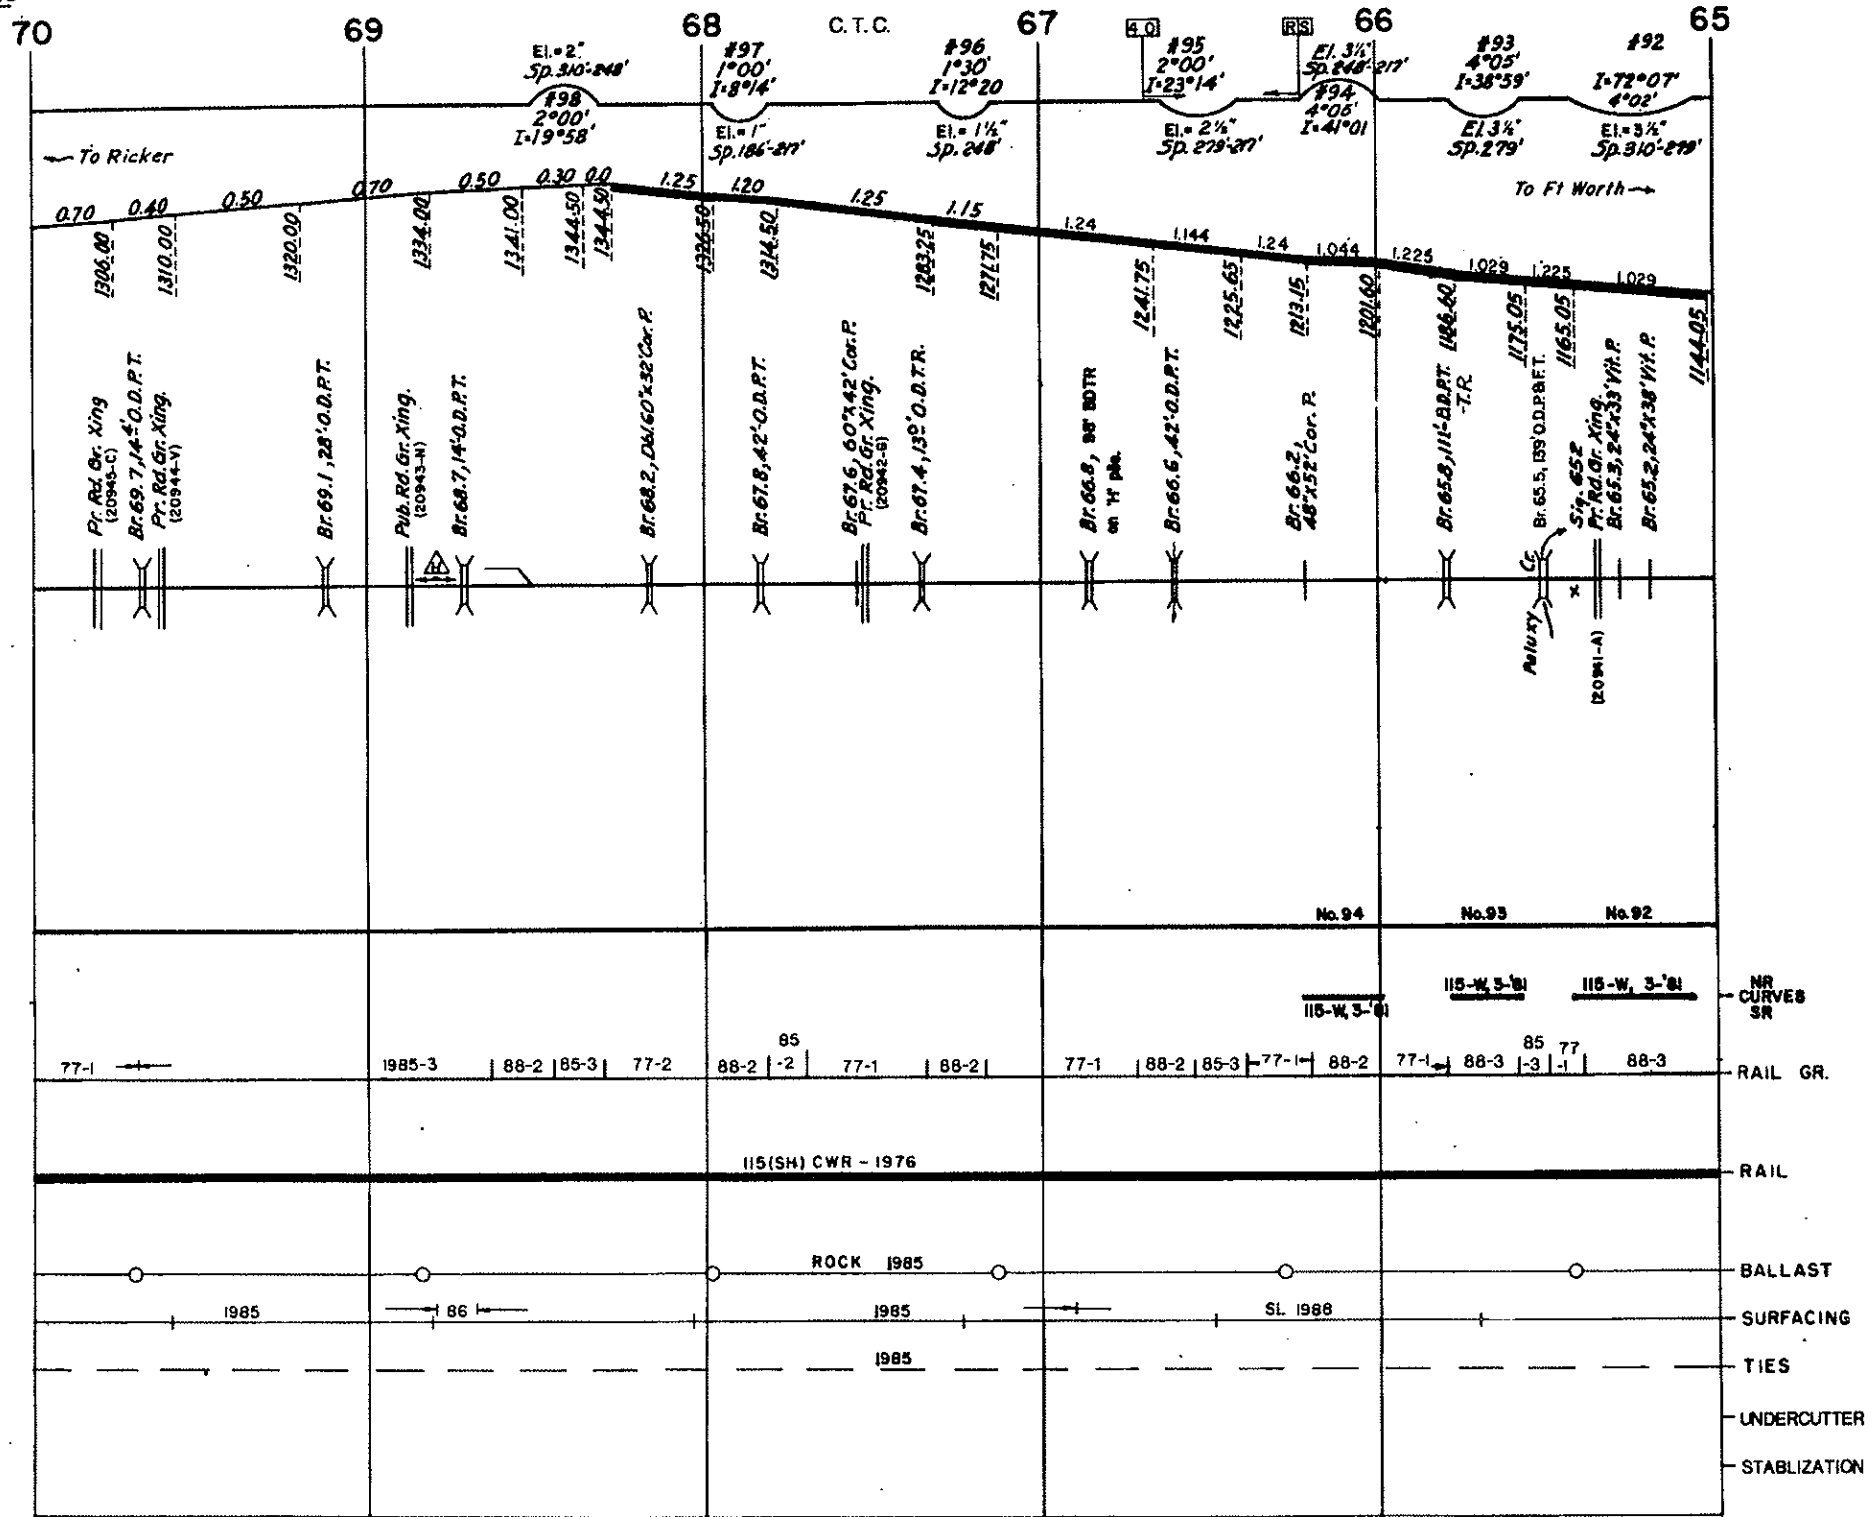 70
69
68
C.T.C.
67
40
RS
66
65
El.=2"
Sp.310'-248'
#98
2°00'
I=19°58'
#97
1°00'
I=8°14'
El.=1"
Sp.186'-217'
#96
1°30'
I=12°20
El.=1½"
Sp.248'
#95
2°00'
I=23°14'
El.=2½"
Sp.279'-217'
El.3½"
Sp.248'-217'
#94
4°06'
I=41°01
#93
4°05'
I=38°59'
El.3½"
Sp.279'
#92
I=72°07'
4°02'
El.=3½"
Sp.310'-279'
To Ricker
To Ft Worth
0.70 0.40 0.50 0.70 0.50 0.30 0.0 1.25 1.20 1.25 1.15 1.24 1.144 1.24 1.044 1.225 1.029 1.225 1.029
1306.00
1310.00
1320.00
1334.00
1341.00
1344.50
1344.50
1326.50
1314.50
1283.25
1271.75
1241.75
1225.65
1213.15
1201.60
1186.60
1175.05
1165.05
1144.05
Pr. Rd. Gr. Xing
(20945-C)
Br.69.7,14'-O.D.P.T.
Pr. Rd.Gr. Xing.
(20944-V)
Br.69.1,28'-O.D.P.T.
Pub.Rd.Gr.Xing.
(20943-N)
Br.68.7,14'-O.D.P.T.
H
Br.68.2,Dbl.60"x32'Cor.P.
Br.67.8,42'-O.D.P.T.
Br.67.6,60"x42'Cor.P.
Pr.Rd.Gr.Xing.
(20942-G)
Br.67.4,13'-O.D.T.R.
Br.66.8, 98' BDTR
on "H" pile.
Br.66.6,42'-O.D.P.T.
Br.66.2,
48"x52'Cor.P.
Br.65.8,111'-B.D.P.T.
-T.R.
Br.65.5,139'O.D.P.B.F.T.
Paluxy Cr.
Sig. 652
Pr.Rd.Gr. Xing.
(20941-A)
Br.65.3,24"x33'Vit.P.
Br.65.2,24"x38'Vit.P.
No.94 No.93 No.92
115-W,3-'81
115-W, 3-'81
115-W, 3-'81
115-W, 3-'81
NR
CURVES
SR
77-1 1985-3 88-2 85-3 77-2 88-2 85 -2 77-1 88-2 77-1 88-2 85-3 77-1 88-2 77-1 88-3 85 -3 77 -1 88-3
RAIL GR.
115(SH) CWR - 1976
RAIL
ROCK 1985
BALLAST
1985 86 1985 SL 1988
SURFACING
1985
TIES
UNDERCUTTER
STABLIZATION